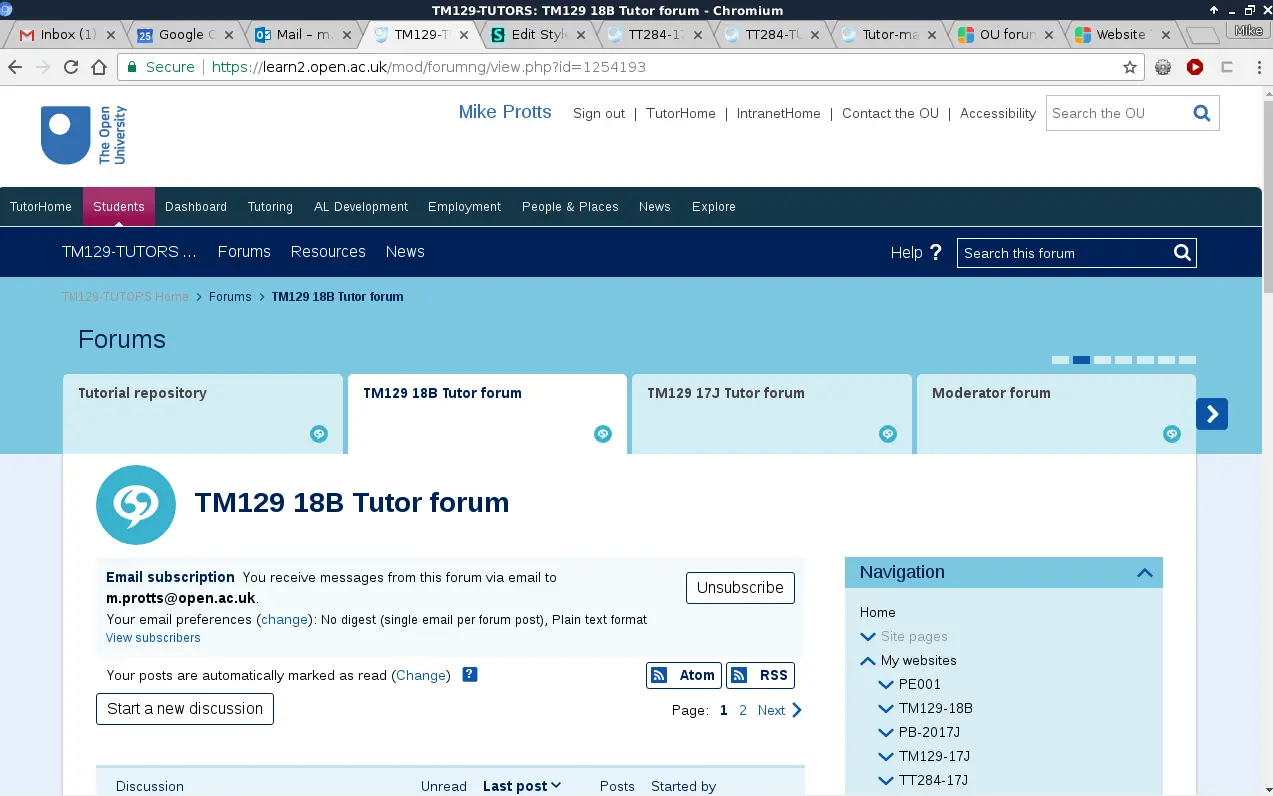 TM129-TUTORS: TM129 18B Tutor forum - Chromium
Inbox (1) 25 Google C Mail – m. TM129-T Edit Styl TT284-1 TT284-TU Tutor-ma OU forun Website Mike
Secure https://learn2.open.ac.uk/mod/forumng/view.php?id=1254193
The Open University
Mike Protts Sign out | TutorHome | IntranetHome | Contact the OU | Accessibility Search the OU
TutorHome Students Dashboard Tutoring AL Development Employment People & Places News Explore
TM129-TUTORS ... Forums Resources News Help ? Search this forum
TM129-TUTOPS Home > Forums > TM129 18B Tutor forum
Forums
Tutorial repository TM129 18B Tutor forum TM129 17J Tutor forum Moderator forum
TM129 18B Tutor forum
Email subscription You receive messages from this forum via email to
m.protts@open.ac.uk.
Unsubscribe
Your email preferences (change): No digest (single email per forum post), Plain text format
View subscribers
Your posts are automatically marked as read (Change) ? Atom RSS
Start a new discussion Page: 1 2 Next
Discussion Unread Last post Posts Started by
Navigation
Home
Site pages
My websites
PE001
TM129-18B
PB-2017J
TM129-17J
TT284-17J